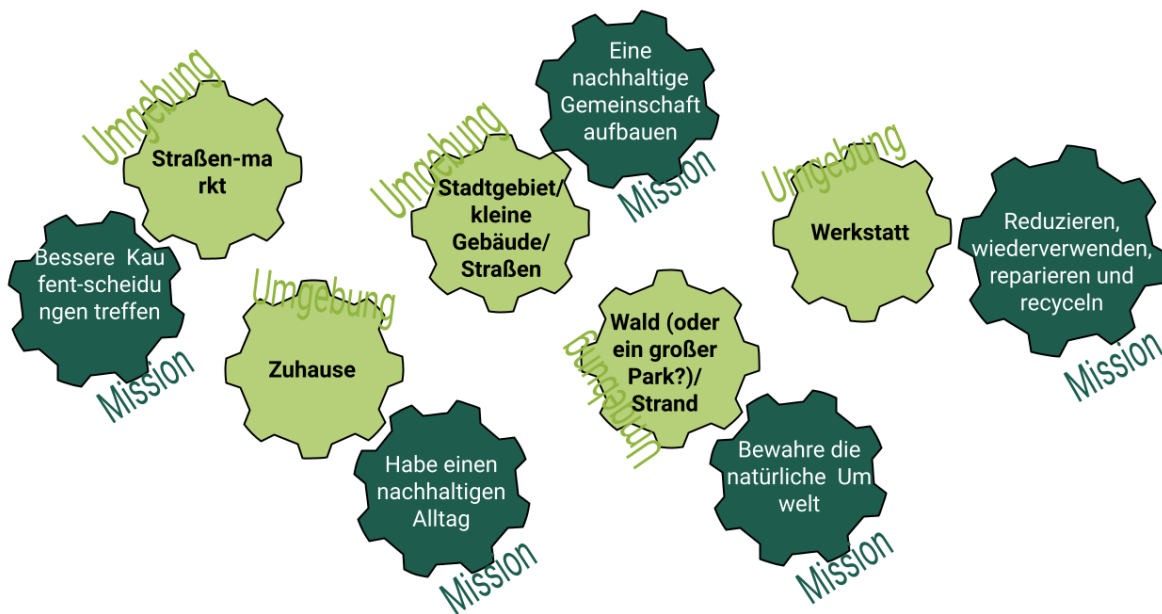 Umgebung
Straßen-ma
rkt
Bessere Kau
fent-scheidu
ngen treffen
Mission
Umgebung
Zuhause
Habe einen
nachhaltigen
Alltag
Mission
Eine
nachhaltige
Gemeinschaft
aufbauen
Mission
Umgebung
Stadtgebiet/
kleine
Gebäude/
Straßen
Umgebung
Wald (oder
ein großer
Park?)/
Strand
Bewahre die
natürliche Um
welt
Mission
Umgebung
Werkstatt
Reduzieren,
wiederverwenden,
reparieren und
recyceln
Mission